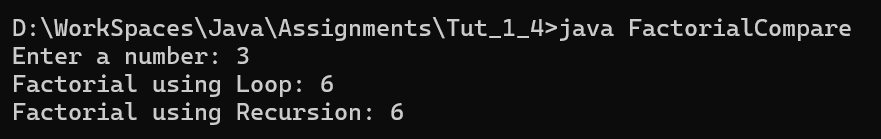 D:\WorkSpaces\Java\Assignments\Tut_1_4>java FactorialCompare
Enter a number: 3
Factorial using Loop: 6
Factorial using Recursion: 6